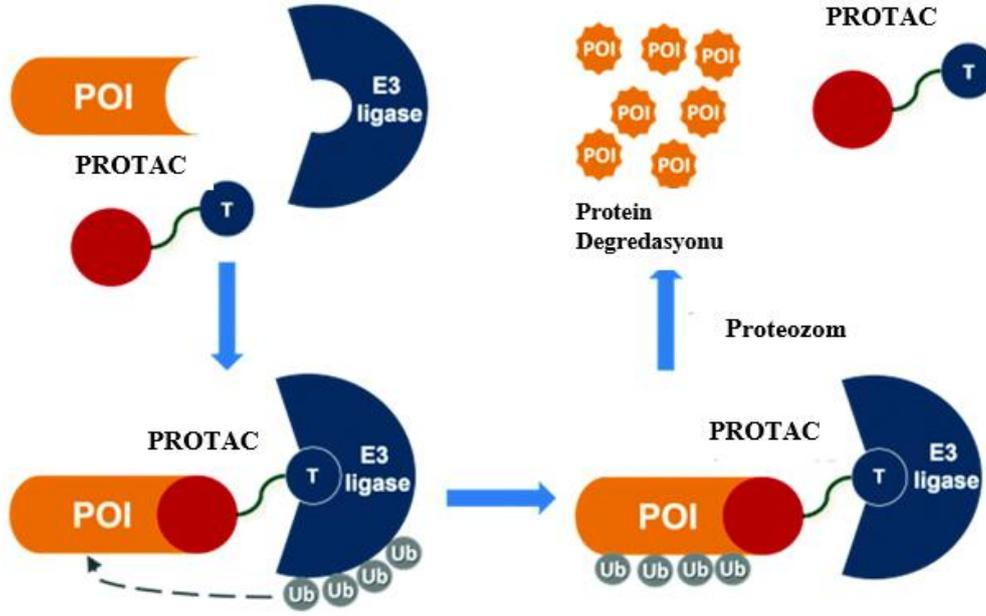 POI
E3
ligase
PROTAC
T
PROTAC
POI
T
E3
ligase
Ub
Ub
Ub
Ub
POI
POI
POI
POI
POI
POI
POI
PROTAC
T
Protein
Degredasyonu
Proteozom
PROTAC
POI
T
E3
ligase
Ub
Ub
Ub
Ub